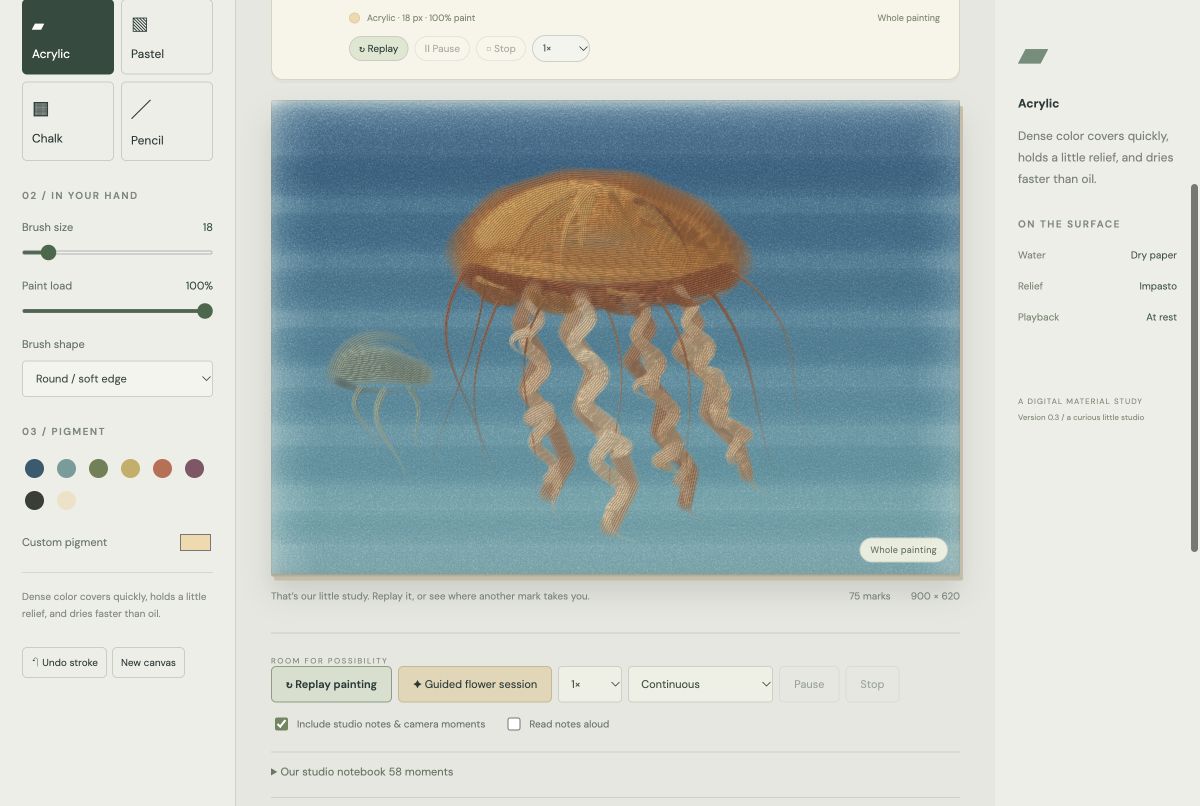 Acrylic
Pastel
Chalk
Pencil
02 / IN YOUR HAND
Brush size 18
Paint load 100%
Brush shape
Round / soft edge
03 / PIGMENT
Custom pigment
Dense color covers quickly, holds a little
relief, and dries faster than oil.
Undo stroke
New canvas
Acrylic · 18 px · 100% paint
Whole painting
↻ Replay
II Pause
▫ Stop
1×
Whole painting
That's our little study. Replay it, or see where another mark takes you.
75 marks
900 × 620
ROOM FOR POSSIBILITY
↻ Replay painting
✦ Guided flower session
1×
Continuous
Pause
Stop
Include studio notes & camera moments
Read notes aloud
▶ Our studio notebook 58 moments
Acrylic
Dense color covers quickly,
holds a little relief, and dries
faster than oil.
ON THE SURFACE
Water Dry paper
Relief Impasto
Playback At rest
A DIGITAL MATERIAL STUDY
Version 0.3 / a curious little studio